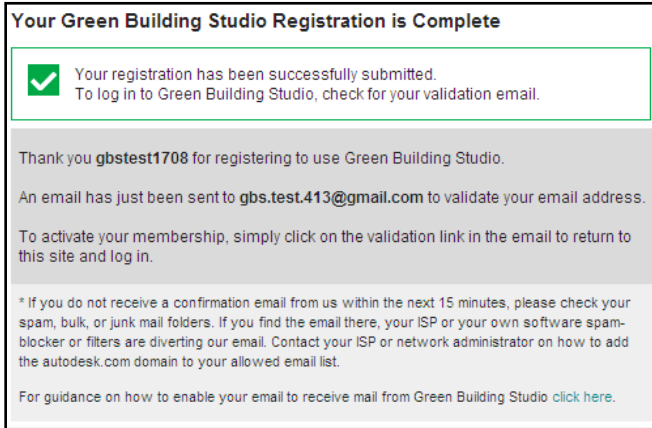 Your Green Building Studio Registration is Complete
Your registration has been successfully submitted.
To log in to Green Building Studio, check for your validation email.
Thank you gbstest1708 for registering to use Green Building Studio.
An email has just been sent to gbs.test.413@gmail.com to validate your email address.
To activate your membership, simply click on the validation link in the email to return to
this site and log in.
* If you do not receive a confirmation email from us within the next 15 minutes, please check your
spam, bulk, or junk mail folders. If you find the email there, your ISP or your own software spam-
blocker or filters are diverting our email. Contact your ISP or network administrator on how to add
the autodesk.com domain to your allowed email list.
For guidance on how to enable your email to receive mail from Green Building Studio click here.